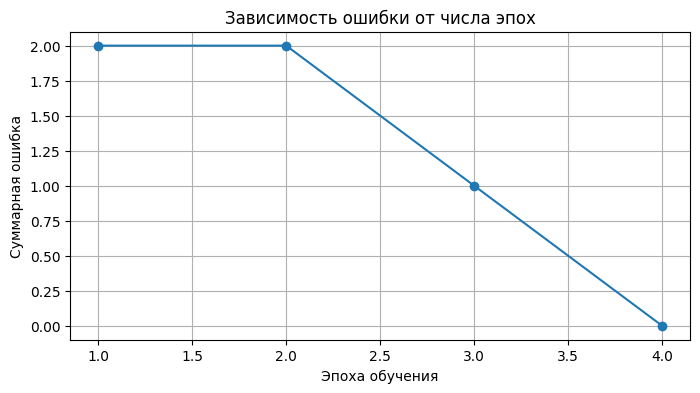 Зависимость ошибки от числа эпох
2.00
1.75
1.50
1.25
1.00
0.75
0.50
0.25
0.00
Суммарная ошибка
1.0 1.5 2.0 2.5 3.0 3.5 4.0
Эпоха обучения